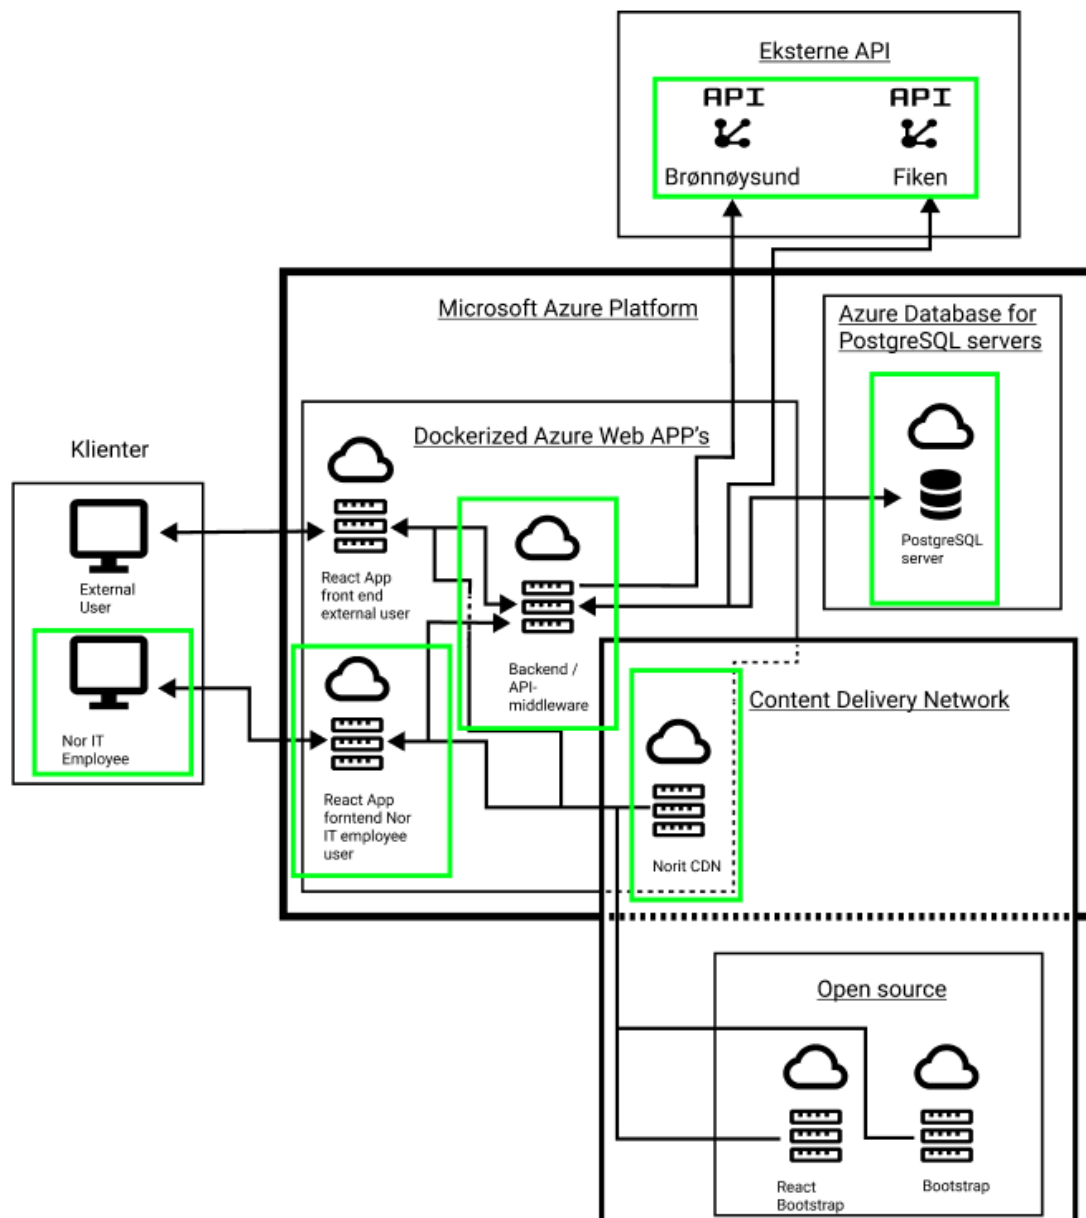 Eksterne API
API
API
Brønnøysund
Fiken
Microsoft Azure Platform
Azure Database for
PostgreSQL servers
Dockerized Azure Web APP's
Klienter
External
User
React App
front end
external user
PostgreSQL
server
Backend /
API-
middleware
Content Delivery Network
Nor IT
Employee
React App
forntend Nor
IT employee
user
Norit CDN
Open source
React
Bootstrap
Bootstrap